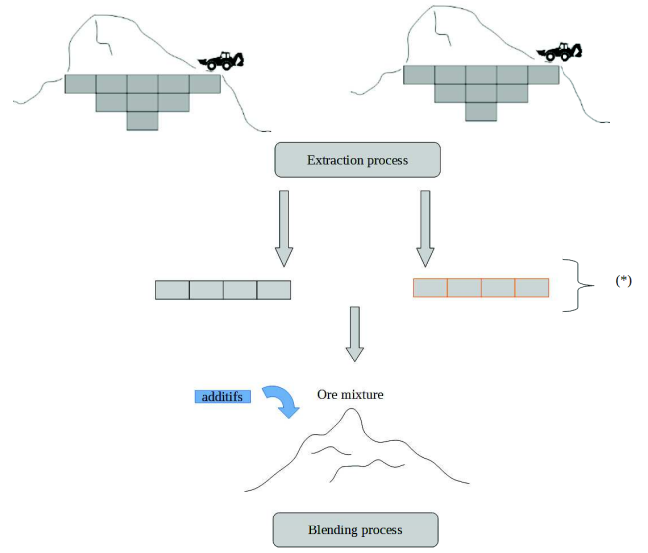 Extraction process
(*)
additifs
Ore mixture
Blending process